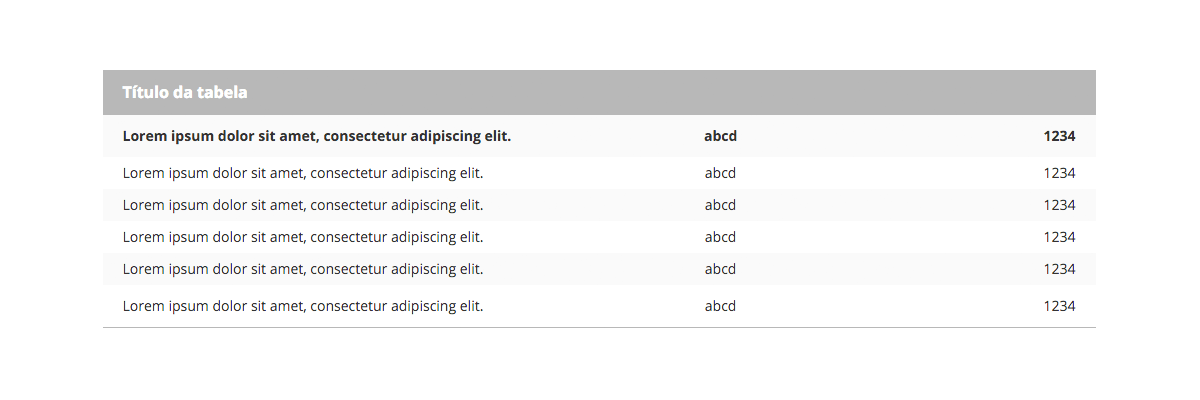 Título da tabela
Lorem ipsum dolor sit amet, consectetur adipiscing elit. abcd 1234
Lorem ipsum dolor sit amet, consectetur adipiscing elit. abcd 1234
Lorem ipsum dolor sit amet, consectetur adipiscing elit. abcd 1234
Lorem ipsum dolor sit amet, consectetur adipiscing elit. abcd 1234
Lorem ipsum dolor sit amet, consectetur adipiscing elit. abcd 1234
Lorem ipsum dolor sit amet, consectetur adipiscing elit. abcd 1234